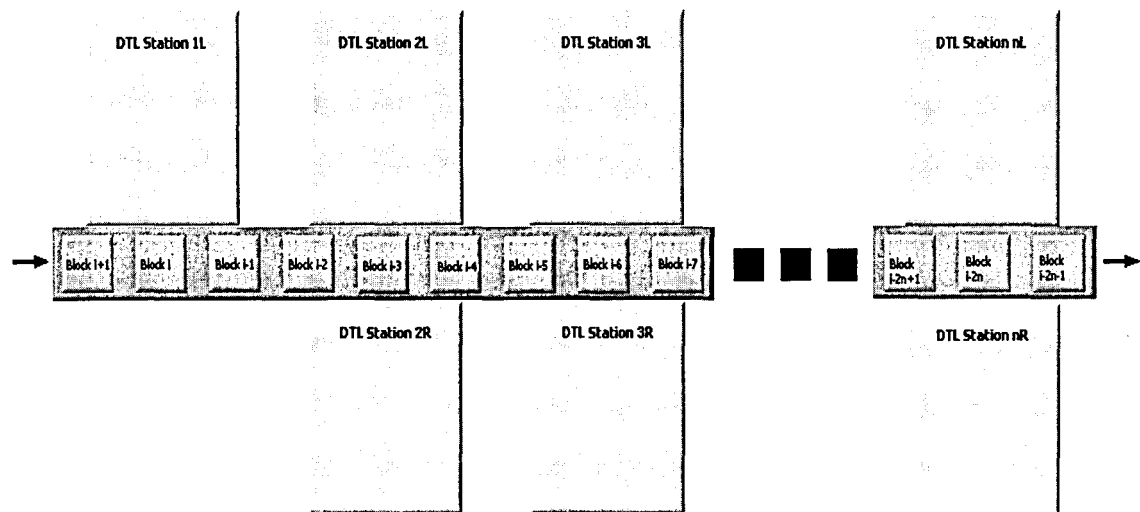 DTL Station 1L
DTL Station 2L
DTL Station 3L
DTL Station nL
Block i+1
Block i
Block i-1
Block i-2
Block i-3
Block i-4
Block i-5
Block i-6
Block i-7
Block
i-2n+1
Block
i-2n
Block
i-2n-1
DTL Station 2R
DTL Station 3R
DTL Station nR